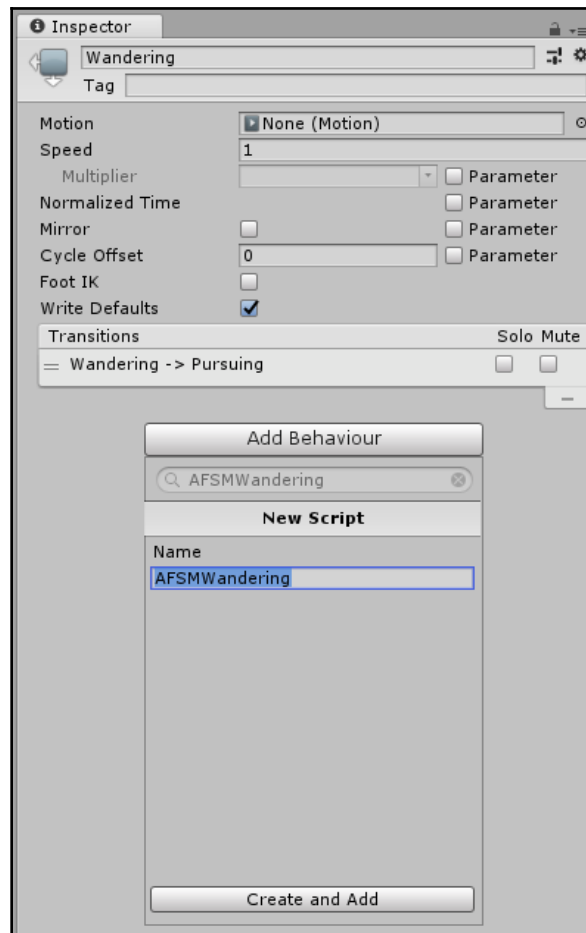 Inspector
Wandering
Tag
Motion None (Motion)
Speed 1
Multiplier Parameter
Normalized Time Parameter
Mirror Parameter
Cycle Offset 0 Parameter
Foot IK
Write Defaults
Transitions Solo Mute
Wandering -> Pursuing
Add Behaviour
AFSMWandering
New Script
Name
AFSMWandering
Create and Add